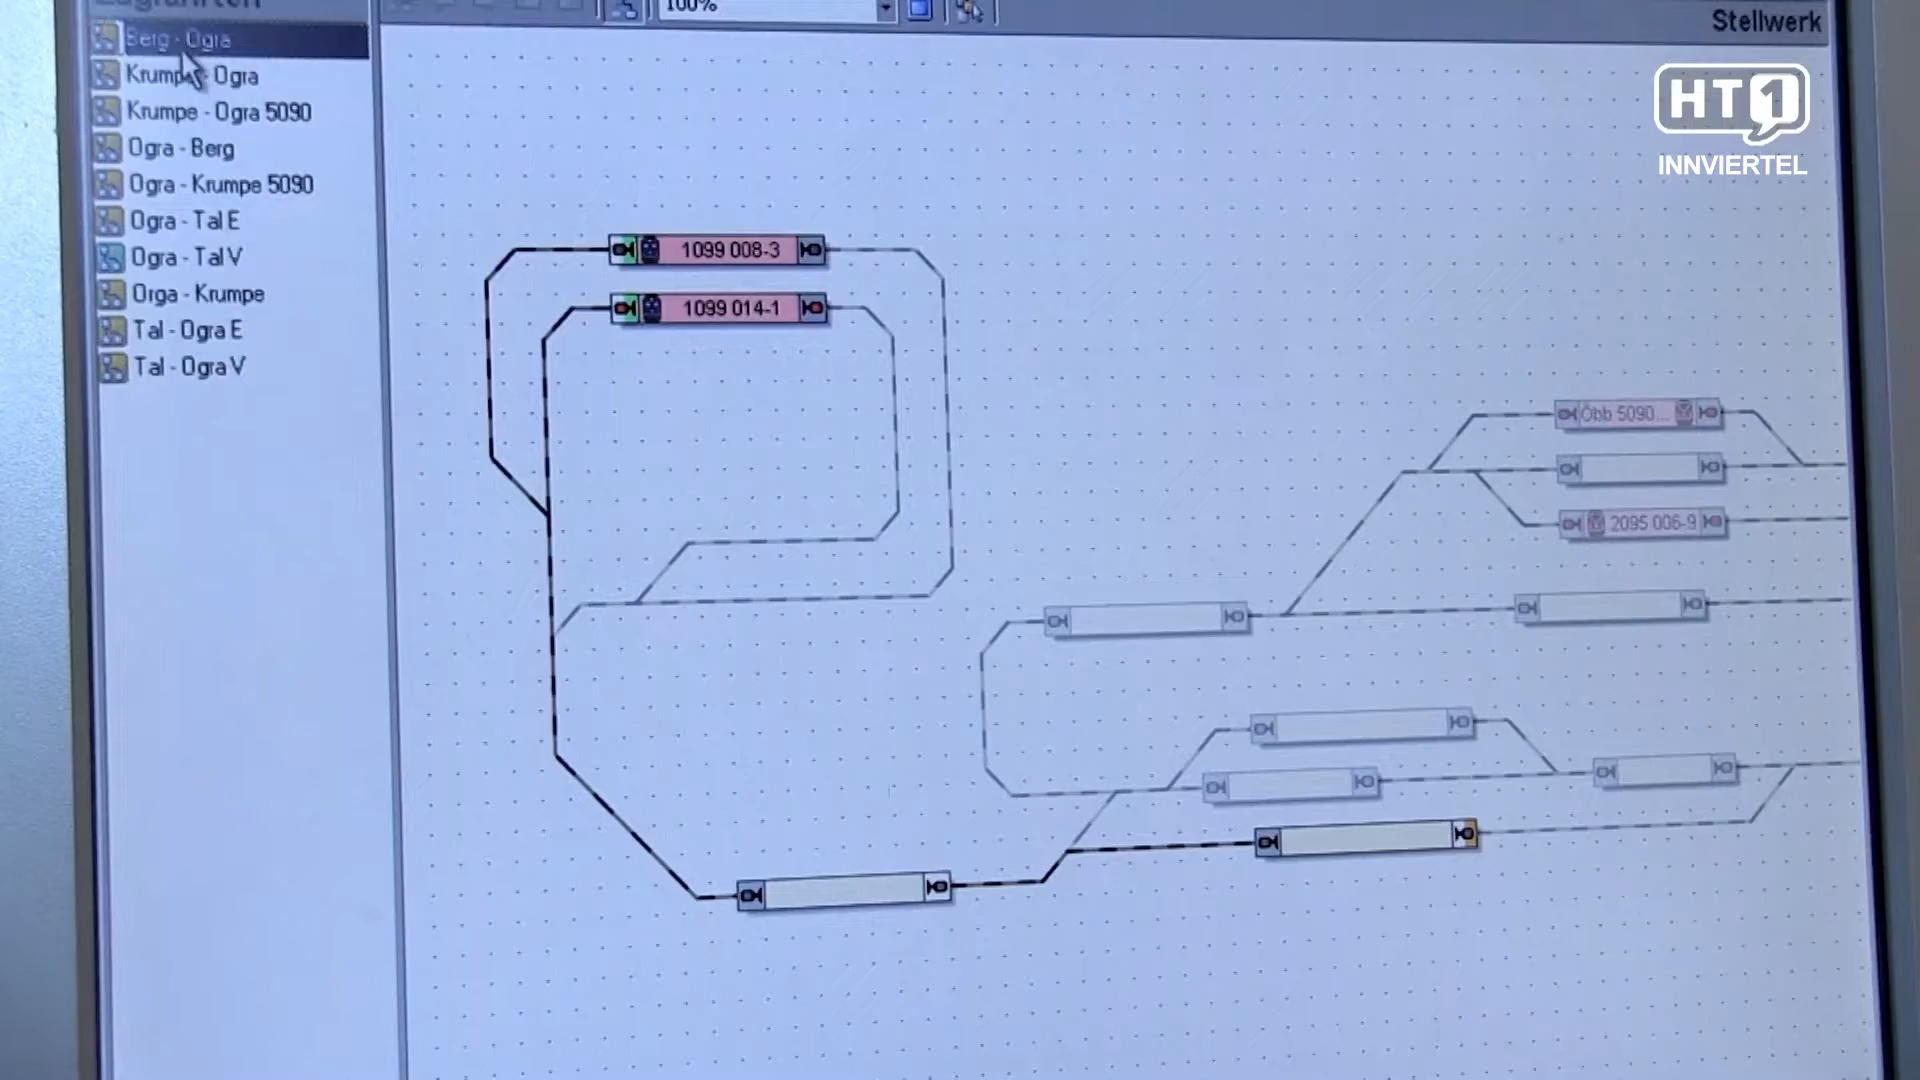 Zugfahrten
100%
Stellwerk
Berg - Ogra
Krumpe - Ogra
Krumpe - Ogra 5090
Ogra - Berg
Ogra - Krumpe 5090
Ogra - Tal E
Ogra - Tal V
Orga - Krumpe
Tal - Ogra E
Tal - Ogra V
HT1
INNVIERTEL
1099 008-3
1099 014-1
Öbb 5090...
2095 006-9